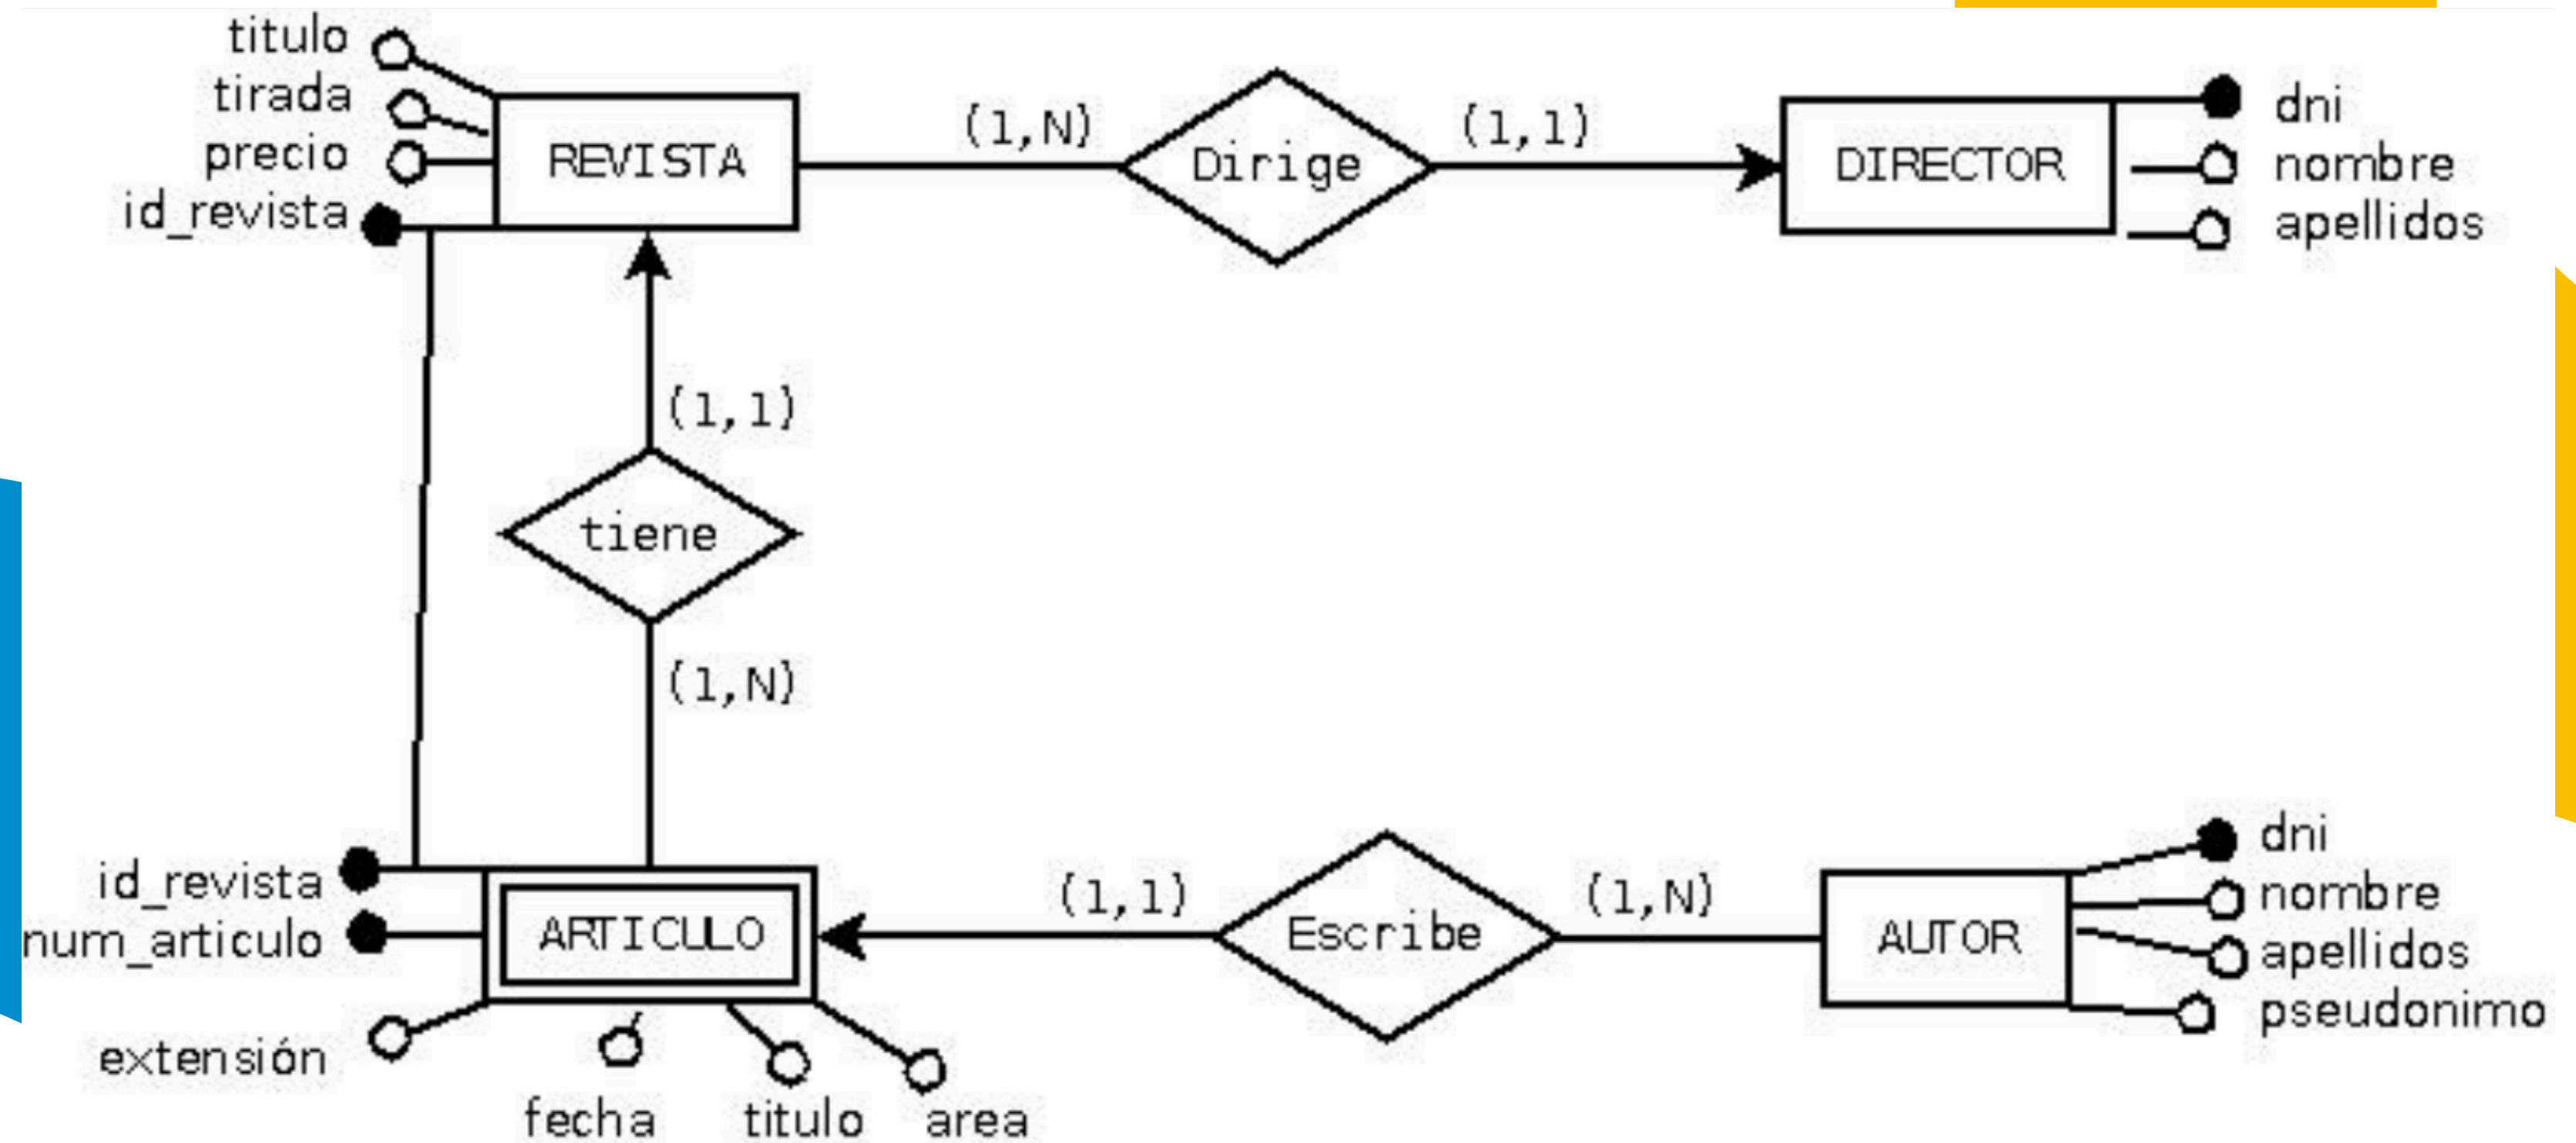 titulo
tirada
precio
id_revista
REVISTA
(1,N)
Dirige
(1,1)
DIRECTOR
dni
nombre
apellidos
(1,1)
tiene
(1,N)
id_revista
num_articulo
extensión
fecha
titulo
area
ARTICULO
(1,1)
Escribe
(1,N)
AUTOR
dni
nombre
apellidos
pseudonimo